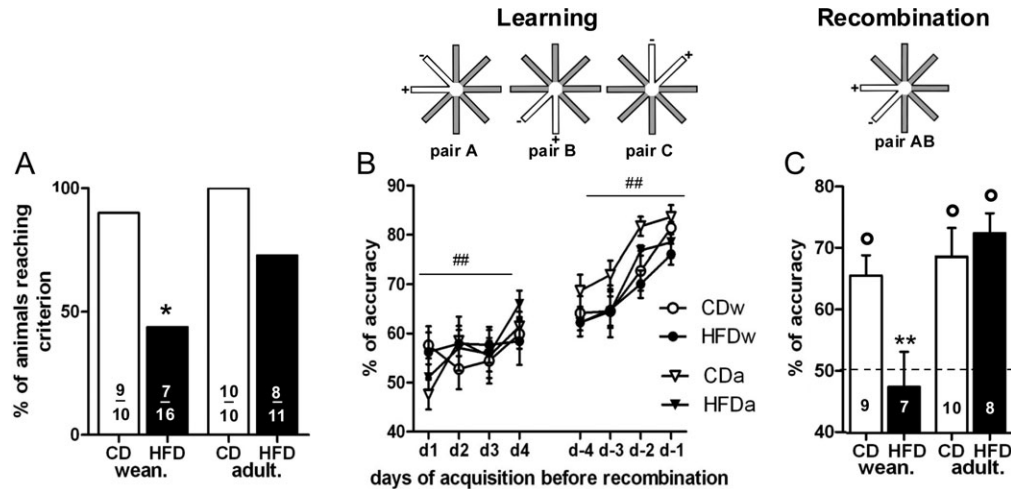 Learning
Recombination
- + pair A
- + pair B
- + pair C
+ - pair AB
A
% of animals reaching
criterion
100
50
0
*
9/10
7/16
10/10
8/11
CD HFD CD HFD
wean. adult.
B
% of accuracy
90
80
70
60
50
40
##
##
CDw
HFDw
CDa
HFDa
d1 d2 d3 d4 d-4 d-3 d-2 d-1
days of acquisition before recombination
C
% of accuracy
80
70
60
50
40
**
9
7
10
8
CD HFD CD HFD
wean. adult.